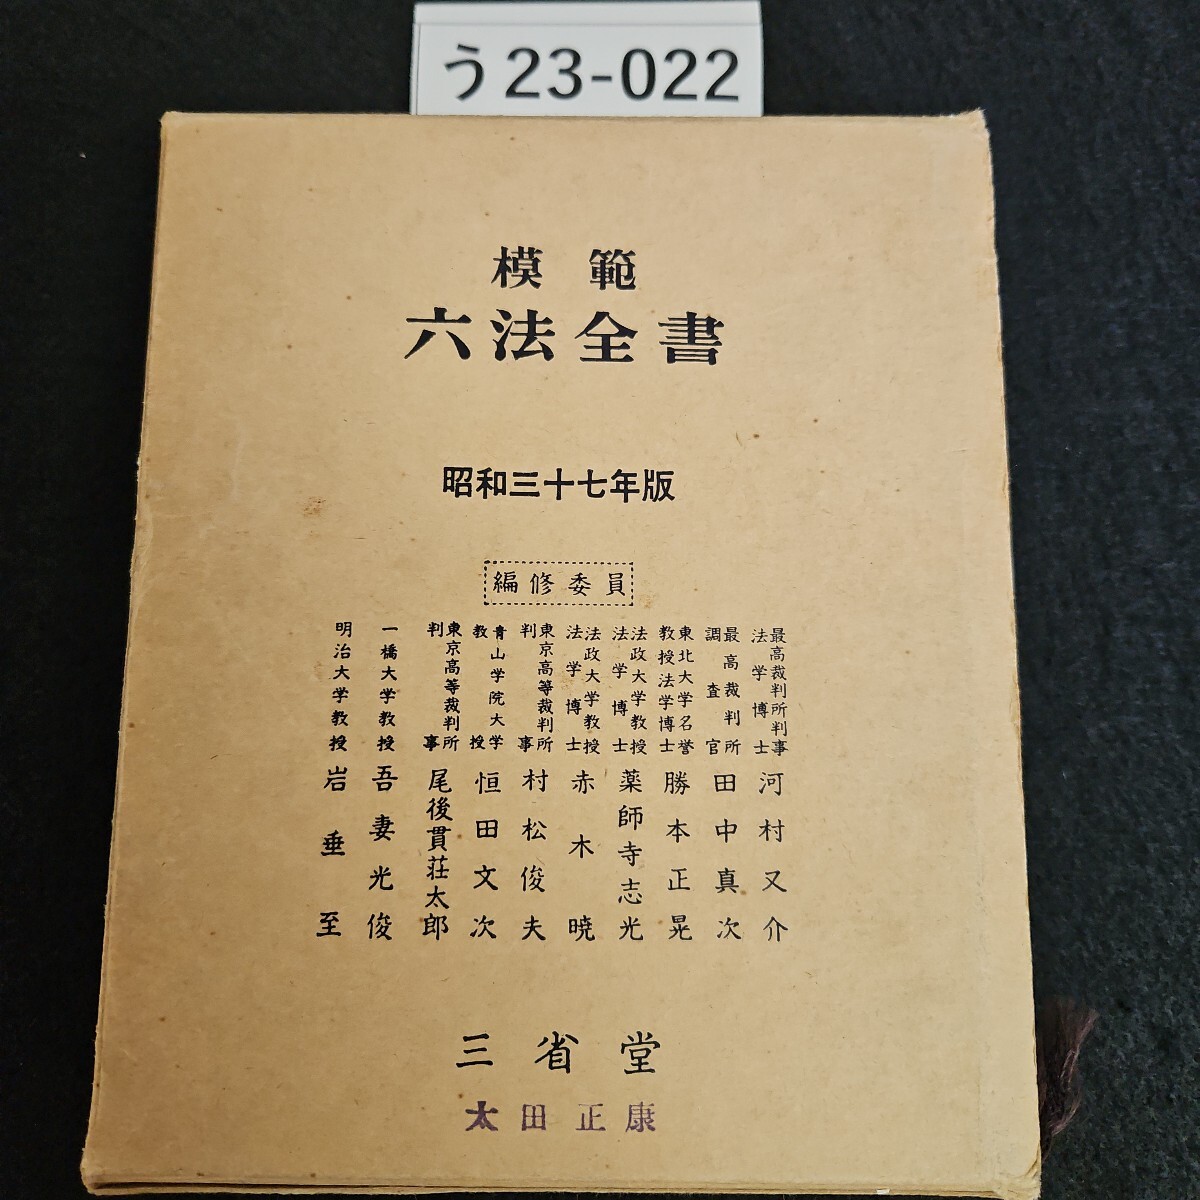 う23-022
模範
六法全書
昭和三十七年版
編修委員
最高裁判所判事
法学博士
河村又介
最高裁判所
調査官
田中真次
東北大学名誉
教授法学博士
勝本正晃
法政大学教授
法学博士
薬師寺志光
法政大学教授
法学博士
赤木暁
東京高等裁判所
判事
村松俊夫
青山学院大学
教授
恒田文次
東京高等裁判所
判事
尾後貫荘太郎
一橋大学教授
吾妻光俊
明治大学教授
岩垂至
三省堂
太田正康